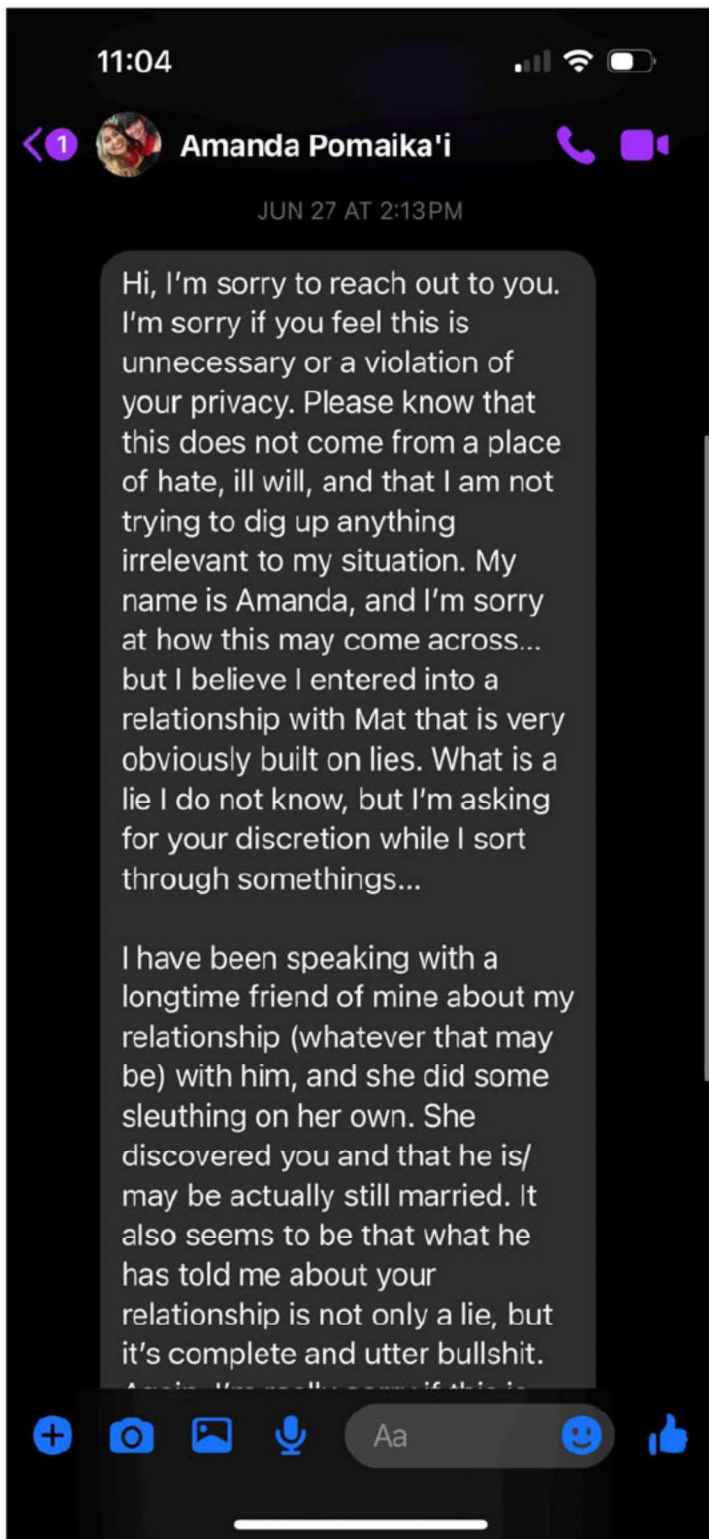 11:04
1
Amanda Pomaika'i
JUN 27 AT 2:13PM
Hi, I'm sorry to reach out to you.
I'm sorry if you feel this is
unnecessary or a violation of
your privacy. Please know that
this does not come from a place
of hate, ill will, and that I am not
trying to dig up anything
irrelevant to my situation. My
name is Amanda, and I'm sorry
at how this may come across...
but I believe I entered into a
relationship with Mat that is very
obviously built on lies. What is a
lie I do not know, but I'm asking
for your discretion while I sort
through somethings...
I have been speaking with a
longtime friend of mine about my
relationship (whatever that may
be) with him, and she did some
sleuthing on her own. She
discovered you and that he is/
may be actually still married. It
also seems to be that what he
has told me about your
relationship is not only a lie, but
it's complete and utter bullshit.
Again, I'm really sorry if this is
Aa